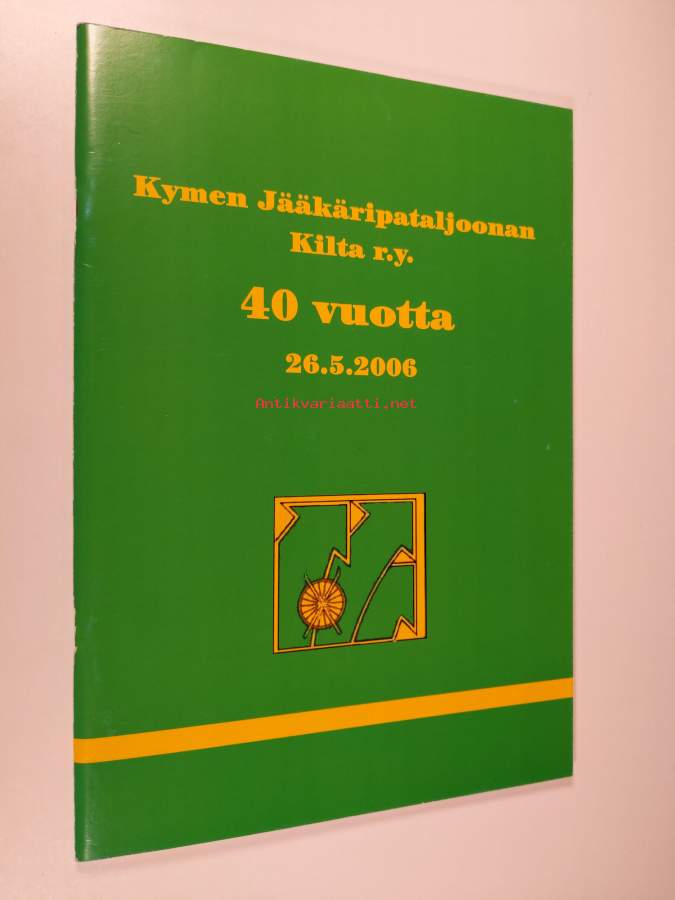 Kymen Jääkäripataljoonan
Kilta r.y.
40 vuotta
26.5.2006
Antikvariaatti.net